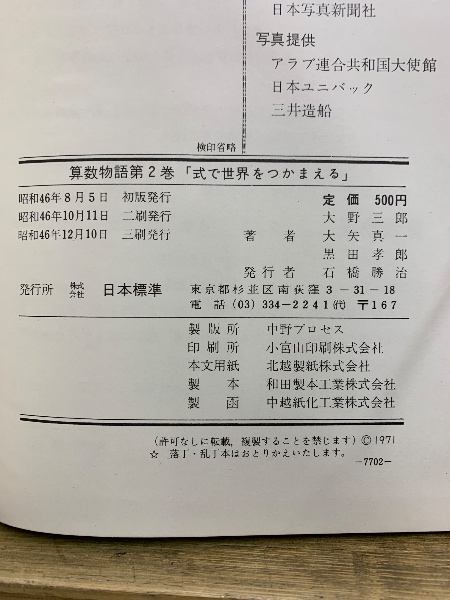 日本写真新聞社
写真提供
アラブ連合共和国大使館
日本ユニバック
三井造船
検印省略
算数物語第2巻「式で世界をつかまえる」
昭和46年8月5日 初版発行 定価 500円
昭和46年10月11日 二刷発行 大野三郎
昭和46年12月10日 三刷発行 著者 大矢真一
黒田孝郎
発行者 石橋勝治
発行所 株式会社 日本標準 東京都杉並区南荻窪3-31-18
電話 (03) 334-2241(代) 〒167
製版所 中野プロセス
印刷所 小宮山印刷株式会社
本文用紙 北越製紙株式会社
製本 和田製本工業株式会社
製函 中越紙化工業株式会社
(許可なしに転載,複製することを禁じます) ©1971
☆ 落丁・乱丁本はおとりかえいたします。
-7702-